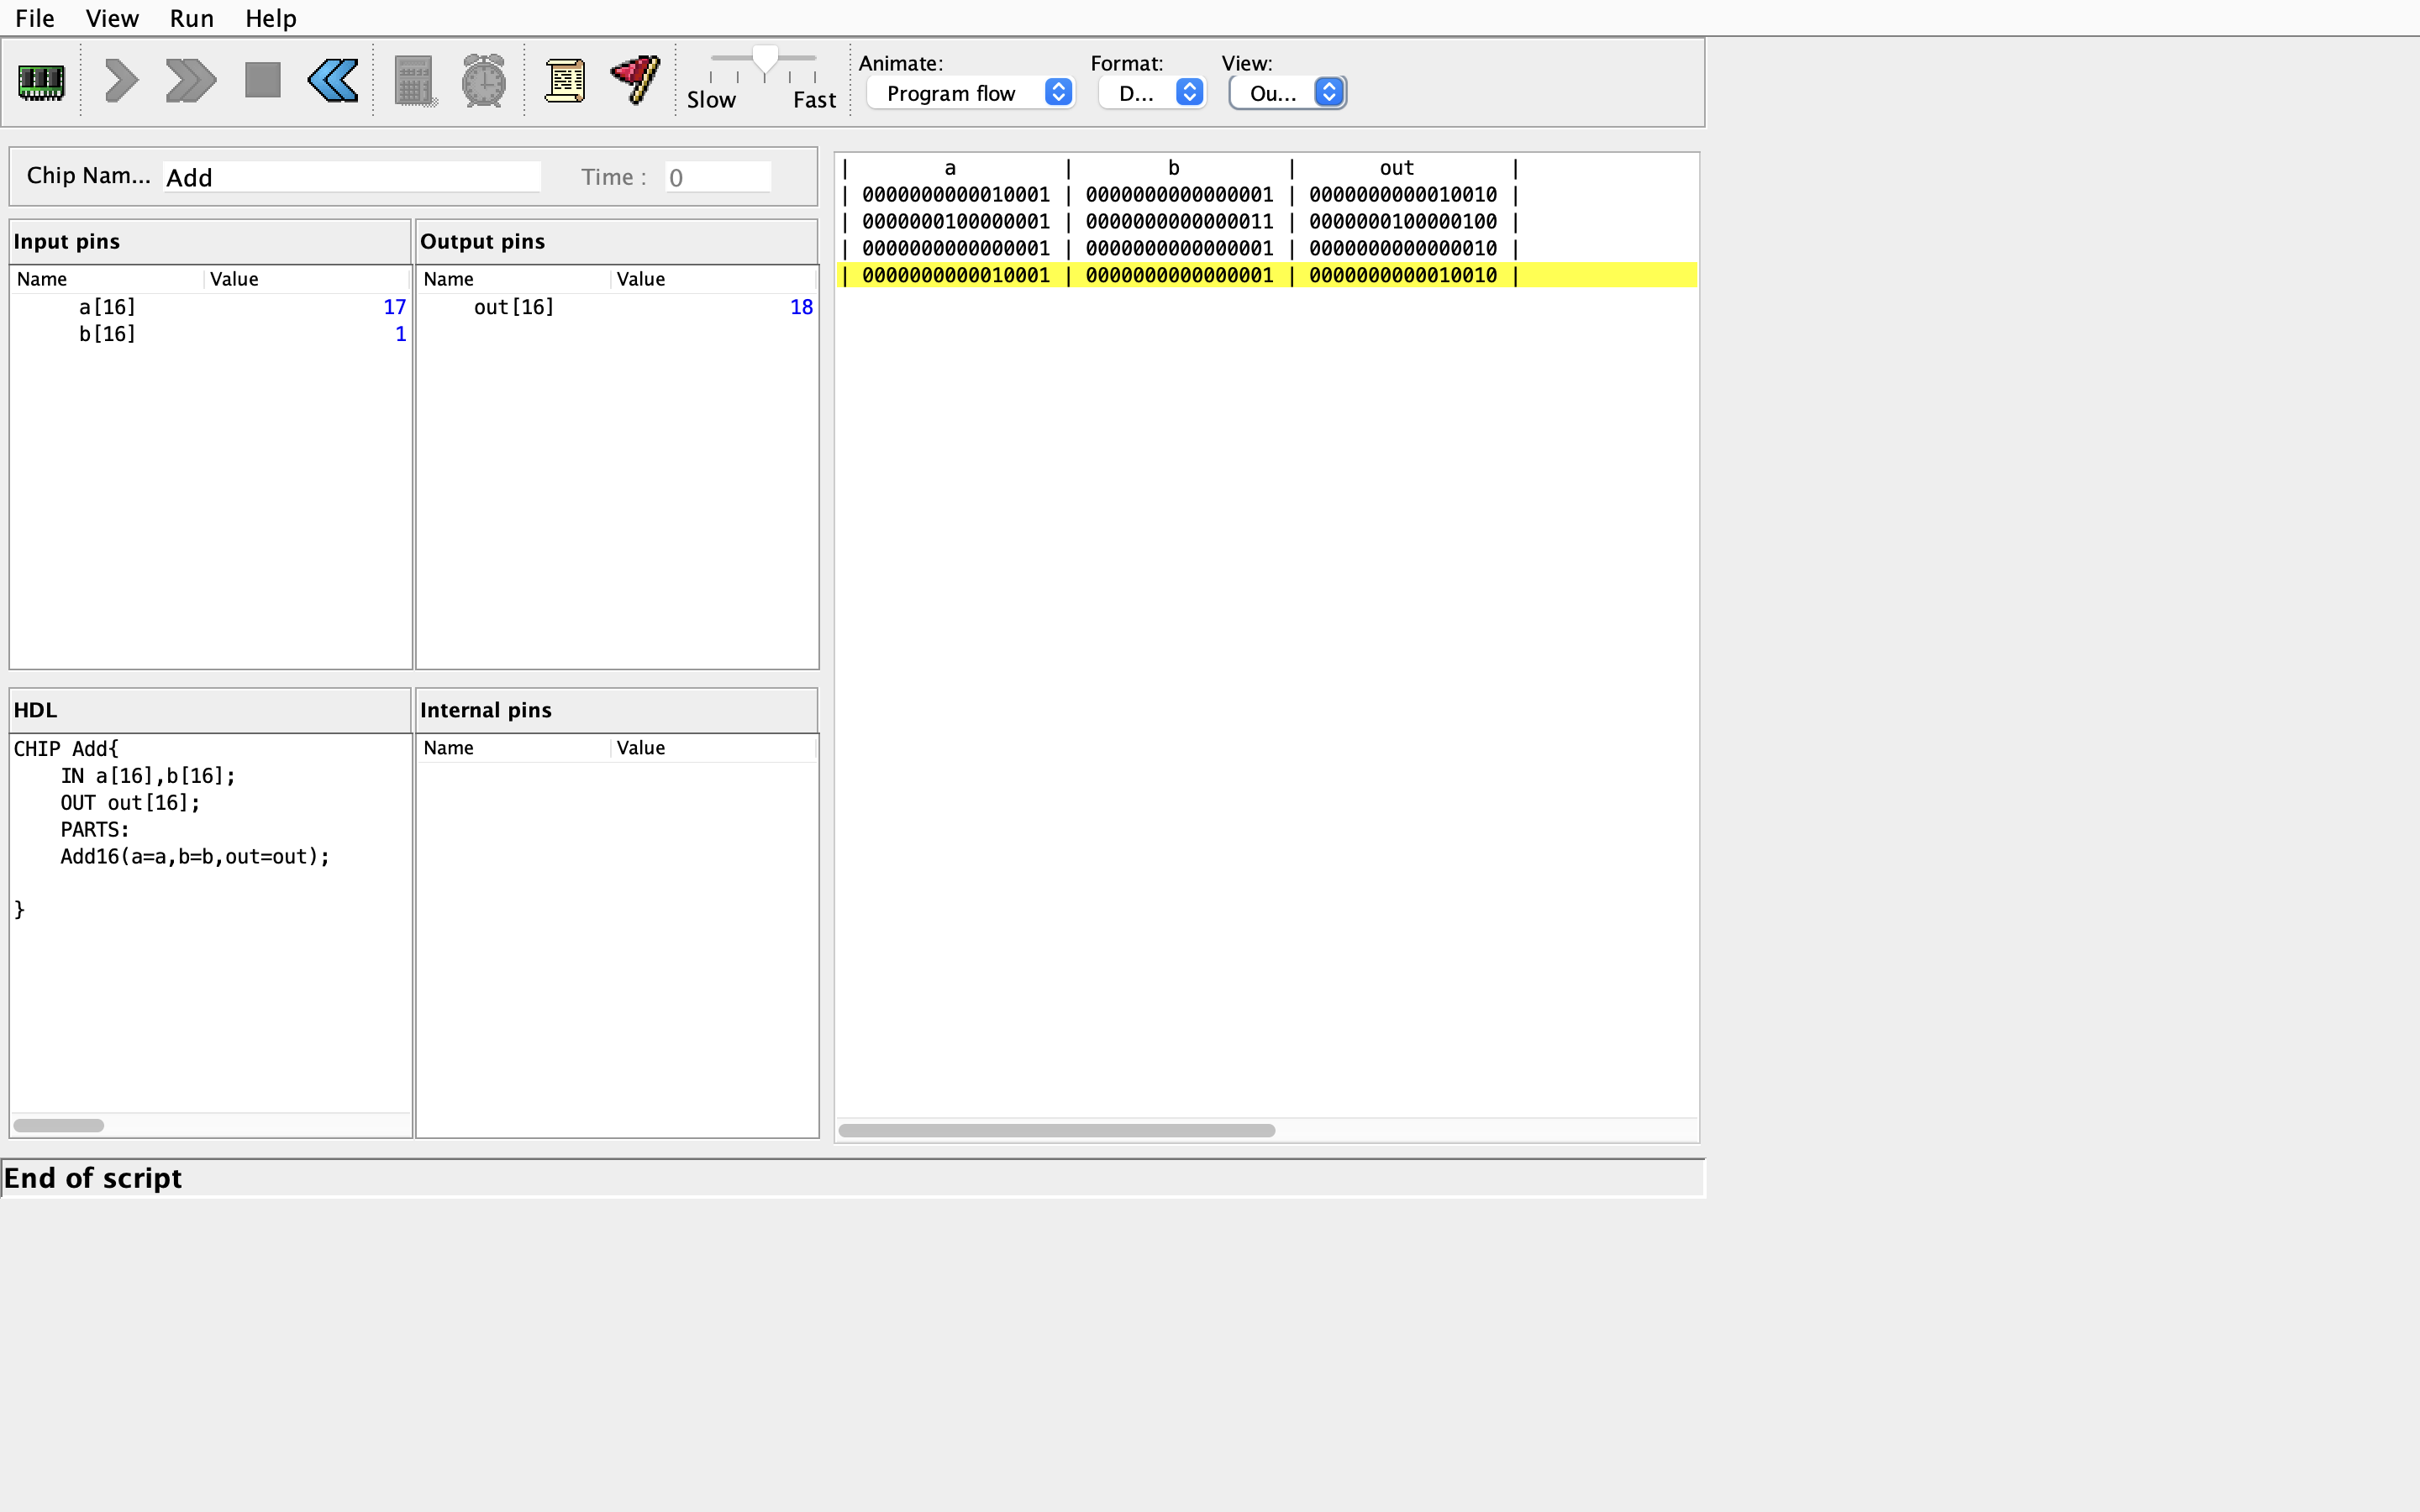 File View Run Help
Slow Fast
Animate: Format: View:
Program flow D... Ou...
Chip Nam... Add Time : 0
Input pins
Name Value
a[16] 17
b[16] 1
Output pins
Name Value
out[16] 18
HDL
CHIP Add{
IN a[16],b[16];
OUT out[16];
PARTS:
Add16(a=a,b=b,out=out);
}
Internal pins
Name Value
| a | b | out |
| 0000000000010001 | 0000000000000001 | 0000000000010010 |
| 0000000100000001 | 0000000000000011 | 0000000100000100 |
| 0000000000000001 | 0000000000000001 | 0000000000000010 |
| 0000000000010001 | 0000000000000001 | 0000000000010010 |
End of script